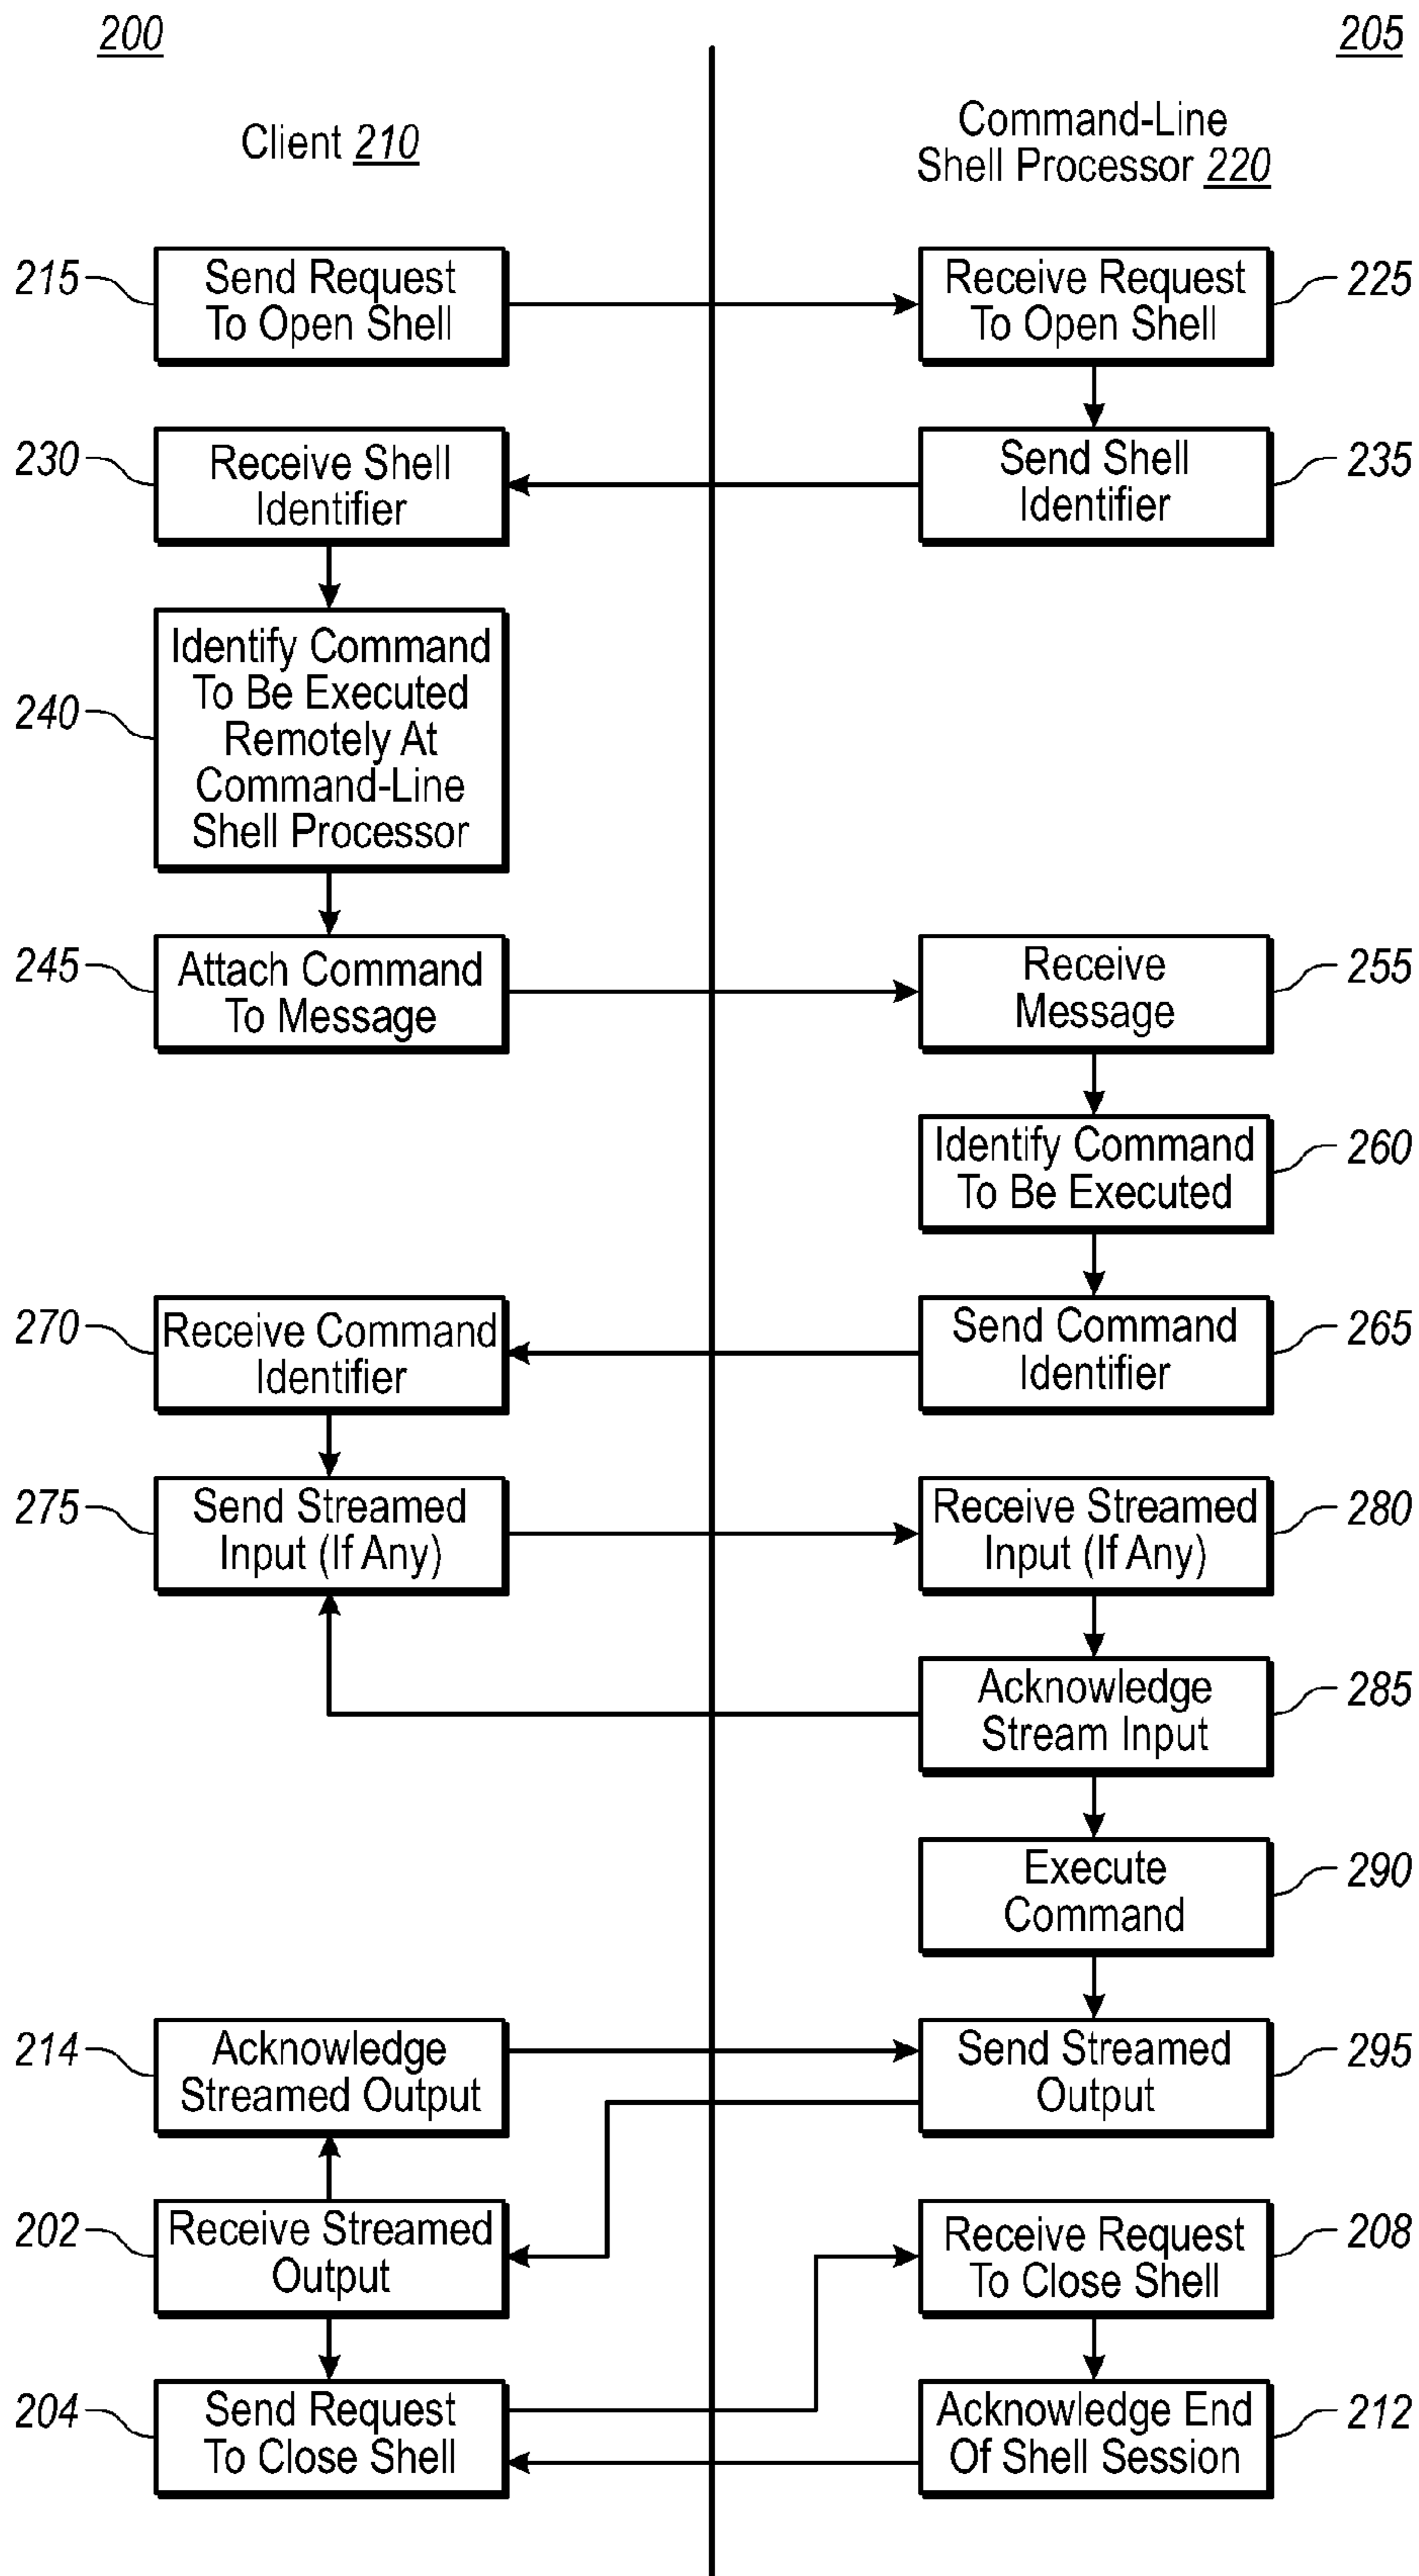 200
205
Client 210
Command-Line
Shell Processor 220
215
Send Request
To Open Shell
Receive Request
To Open Shell
225
230
Receive Shell
Identifier
Send Shell
Identifier
235
240
Identify Command
To Be Executed
Remotely At
Command-Line
Shell Processor
245
Attach Command
To Message
Receive
Message
255
Identify Command
To Be Executed
260
270
Receive Command
Identifier
Send Command
Identifier
265
275
Send Streamed
Input (If Any)
Receive Streamed
Input (If Any)
280
Acknowledge
Stream Input
285
Execute
Command
290
214
Acknowledge
Streamed Output
Send Streamed
Output
295
202
Receive Streamed
Output
Receive Request
To Close Shell
208
204
Send Request
To Close Shell
Acknowledge End
Of Shell Session
212